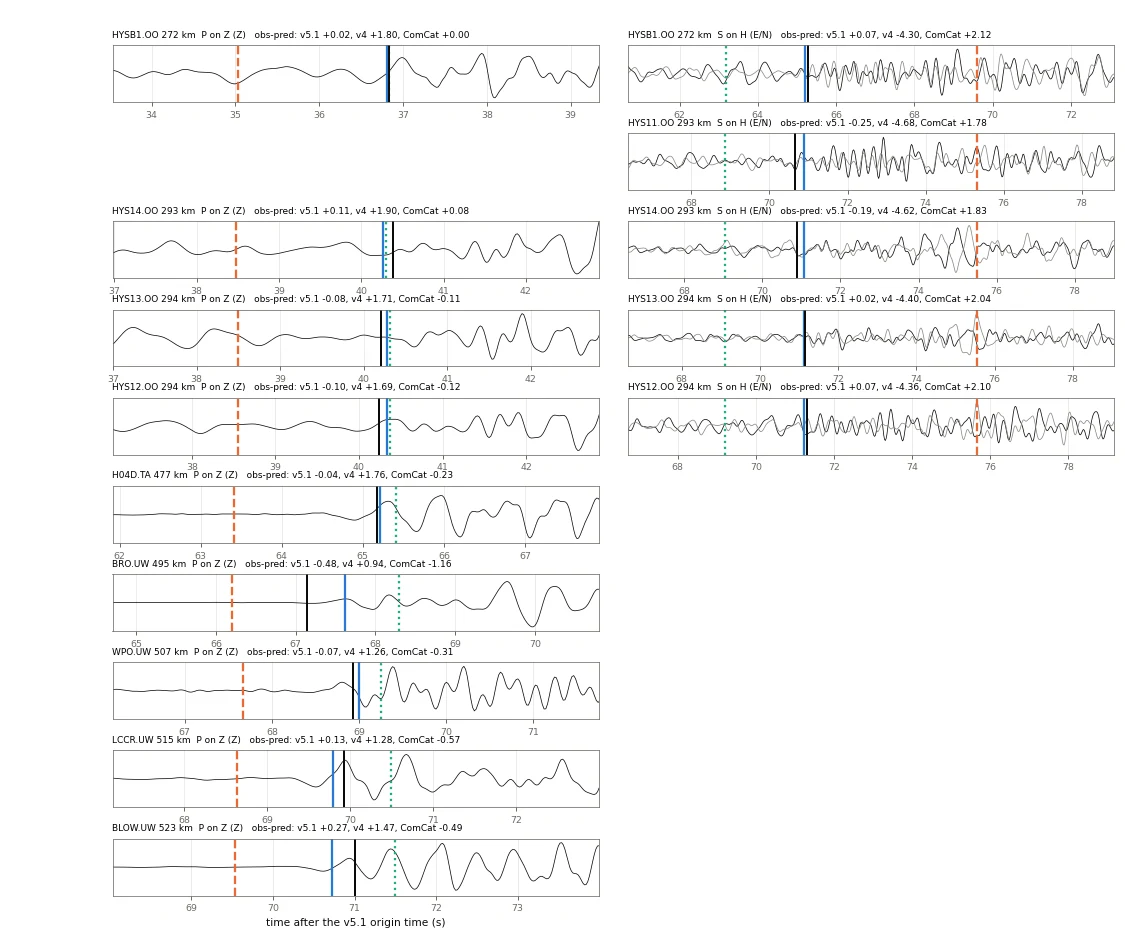 HYSB1.OO 272 km  P on Z (Z)   obs-pred: v5.1 +0.02, v4 +1.80, ComCat +0.00
34 35 36 37 38 39
HYSB1.OO 272 km  S on H (E/N)   obs-pred: v5.1 +0.07, v4 -4.30, ComCat +2.12
62 64 66 68 70 72
HYS11.OO 293 km  S on H (E/N)   obs-pred: v5.1 -0.25, v4 -4.68, ComCat +1.78
68 70 72 74 76 78
HYS14.OO 293 km  P on Z (Z)   obs-pred: v5.1 +0.11, v4 +1.90, ComCat +0.08
37 38 39 40 41 42
HYS14.OO 293 km  S on H (E/N)   obs-pred: v5.1 -0.19, v4 -4.62, ComCat +1.83
68 70 72 74 76 78
HYS13.OO 294 km  P on Z (Z)   obs-pred: v5.1 -0.08, v4 +1.71, ComCat -0.11
37 38 39 40 41 42
HYS13.OO 294 km  S on H (E/N)   obs-pred: v5.1 +0.02, v4 -4.40, ComCat +2.04
68 70 72 74 76 78
HYS12.OO 294 km  P on Z (Z)   obs-pred: v5.1 -0.10, v4 +1.69, ComCat -0.12
38 39 40 41 42
HYS12.OO 294 km  S on H (E/N)   obs-pred: v5.1 +0.07, v4 -4.36, ComCat +2.10
68 70 72 74 76 78
H04D.TA 477 km  P on Z (Z)   obs-pred: v5.1 -0.04, v4 +1.76, ComCat -0.23
62 63 64 65 66 67
BRO.UW 495 km  P on Z (Z)   obs-pred: v5.1 -0.48, v4 +0.94, ComCat -1.16
65 66 67 68 69 70
WPO.UW 507 km  P on Z (Z)   obs-pred: v5.1 -0.07, v4 +1.26, ComCat -0.31
67 68 69 70 71
LCCR.UW 515 km  P on Z (Z)   obs-pred: v5.1 +0.13, v4 +1.28, ComCat -0.57
68 69 70 71 72
BLOW.UW 523 km  P on Z (Z)   obs-pred: v5.1 +0.27, v4 +1.47, ComCat -0.49
69 70 71 72 73
time after the v5.1 origin time (s)